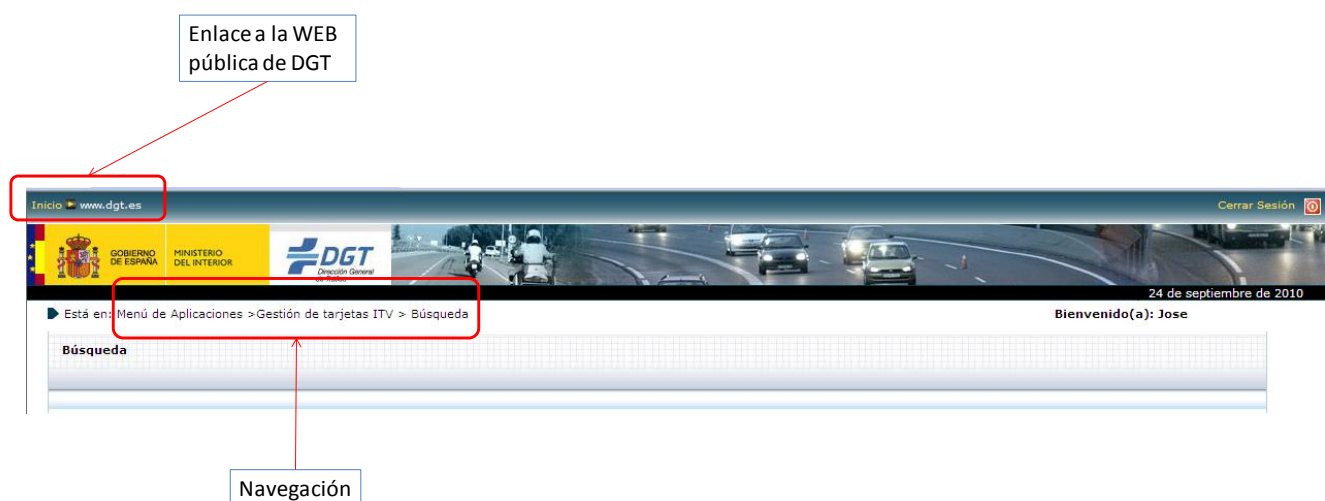 Enlace a la WEB
pública de DGT
Inicio www.dgt.es
Cerrar Sesión
GOBIERNO
DE ESPAÑA
MINISTERIO
DEL INTERIOR
DGT
Dirección General
de Tráfico
24 de septiembre de 2010
Está en: Menú de Aplicaciones >Gestión de tarjetas ITV > Búsqueda
Bienvenido(a): Jose
Búsqueda
Navegación